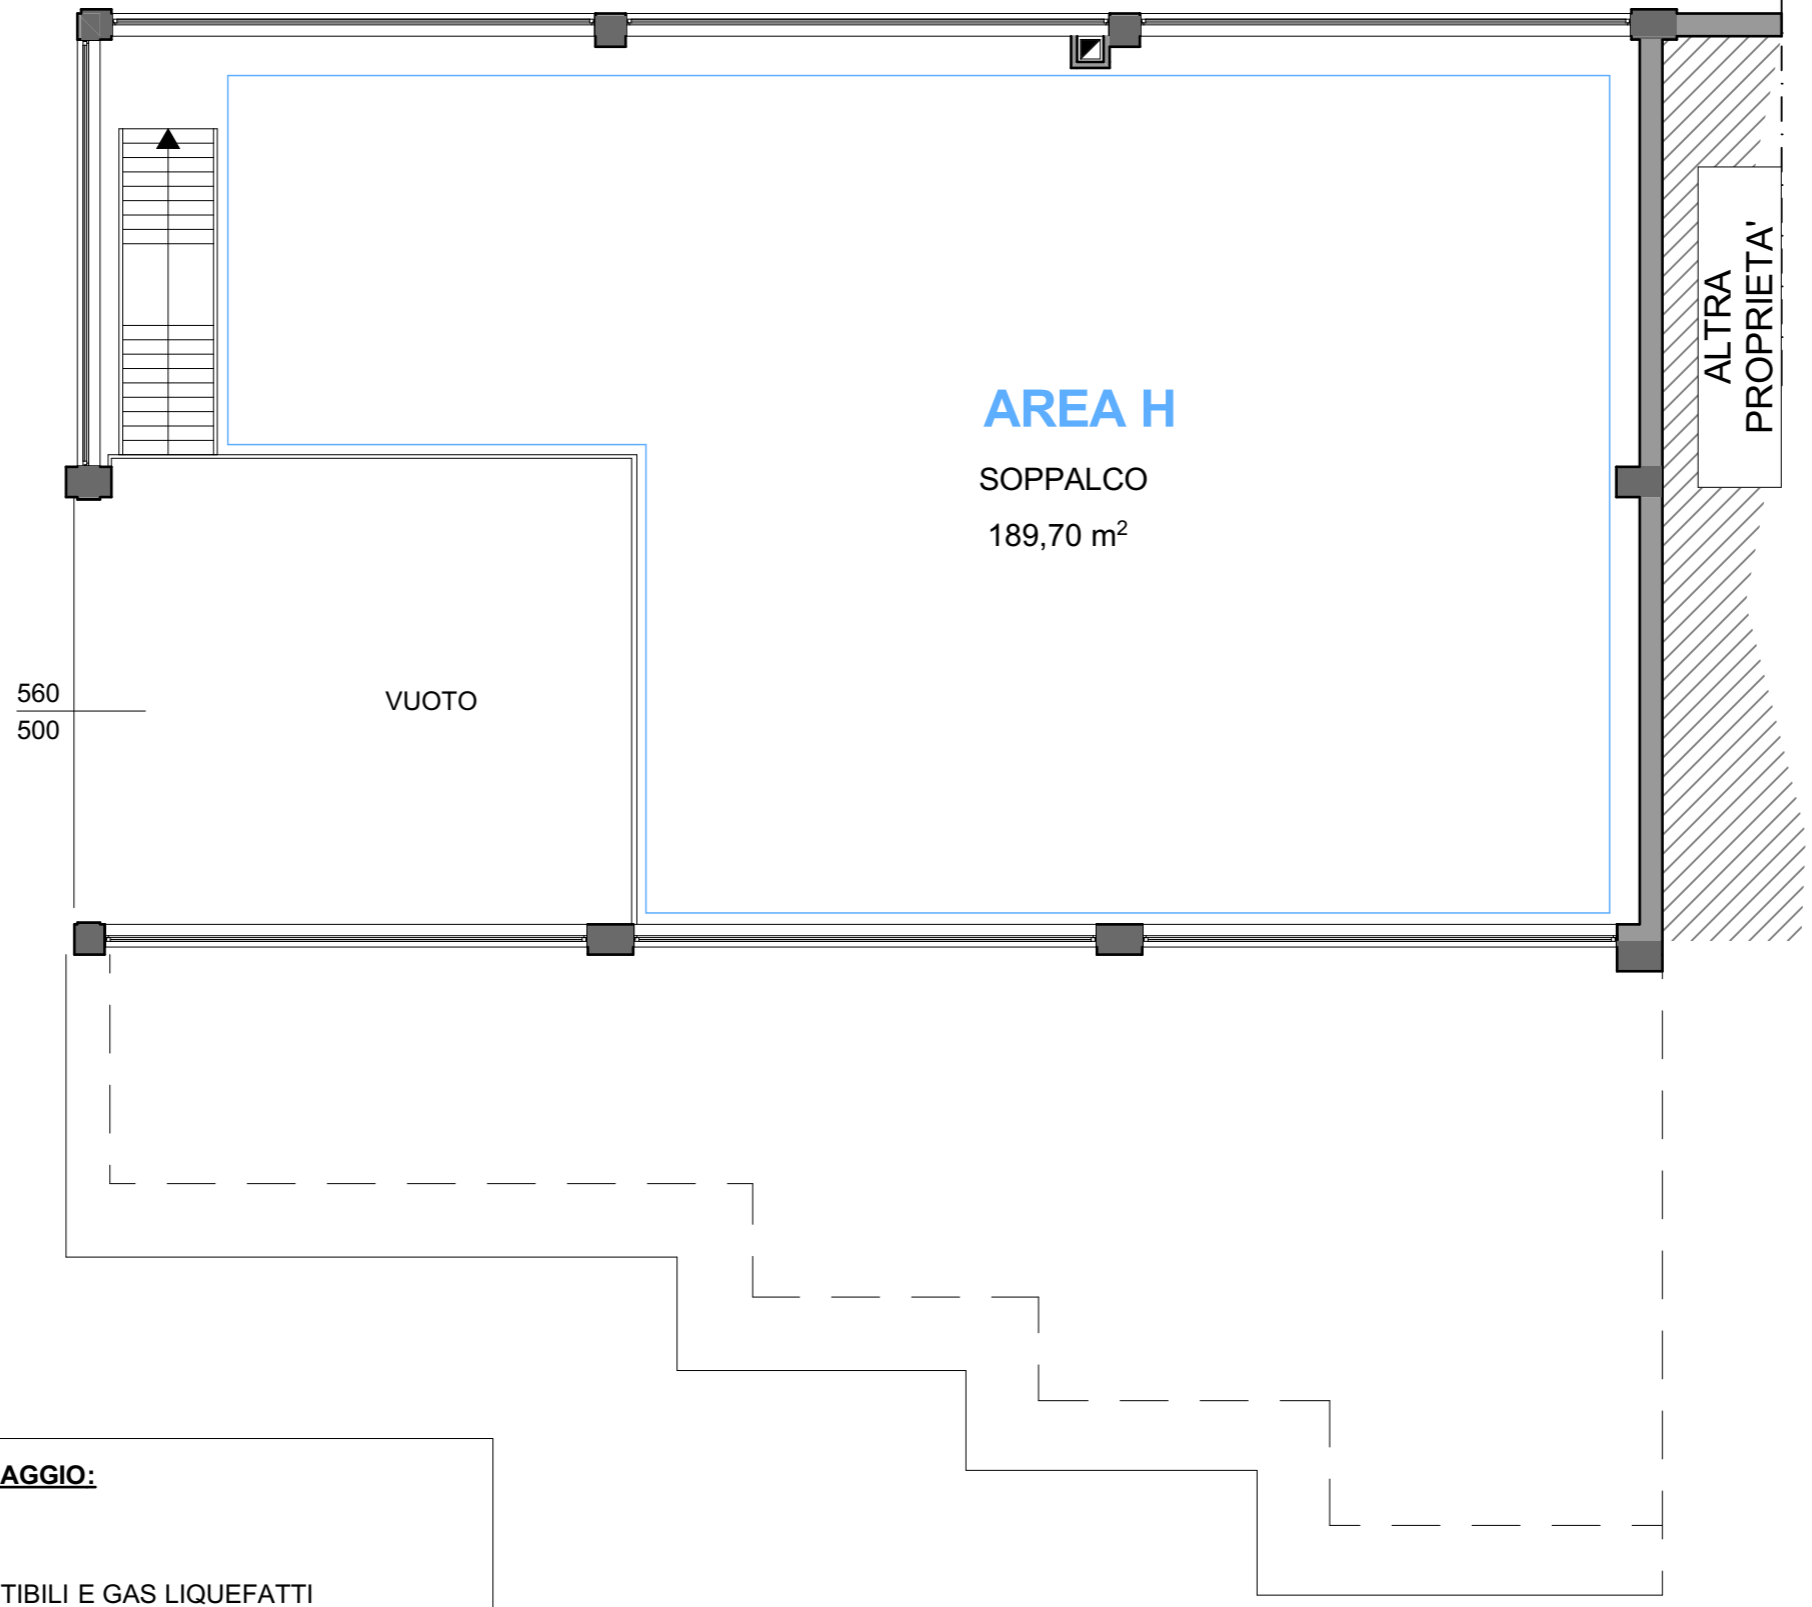 ALTRA
PROPRIETA'
AREA H
SOPPALCO
189,70 m²
560
500
VUOTO
AGGIO:
TIBILI E GAS LIQUEFATTI